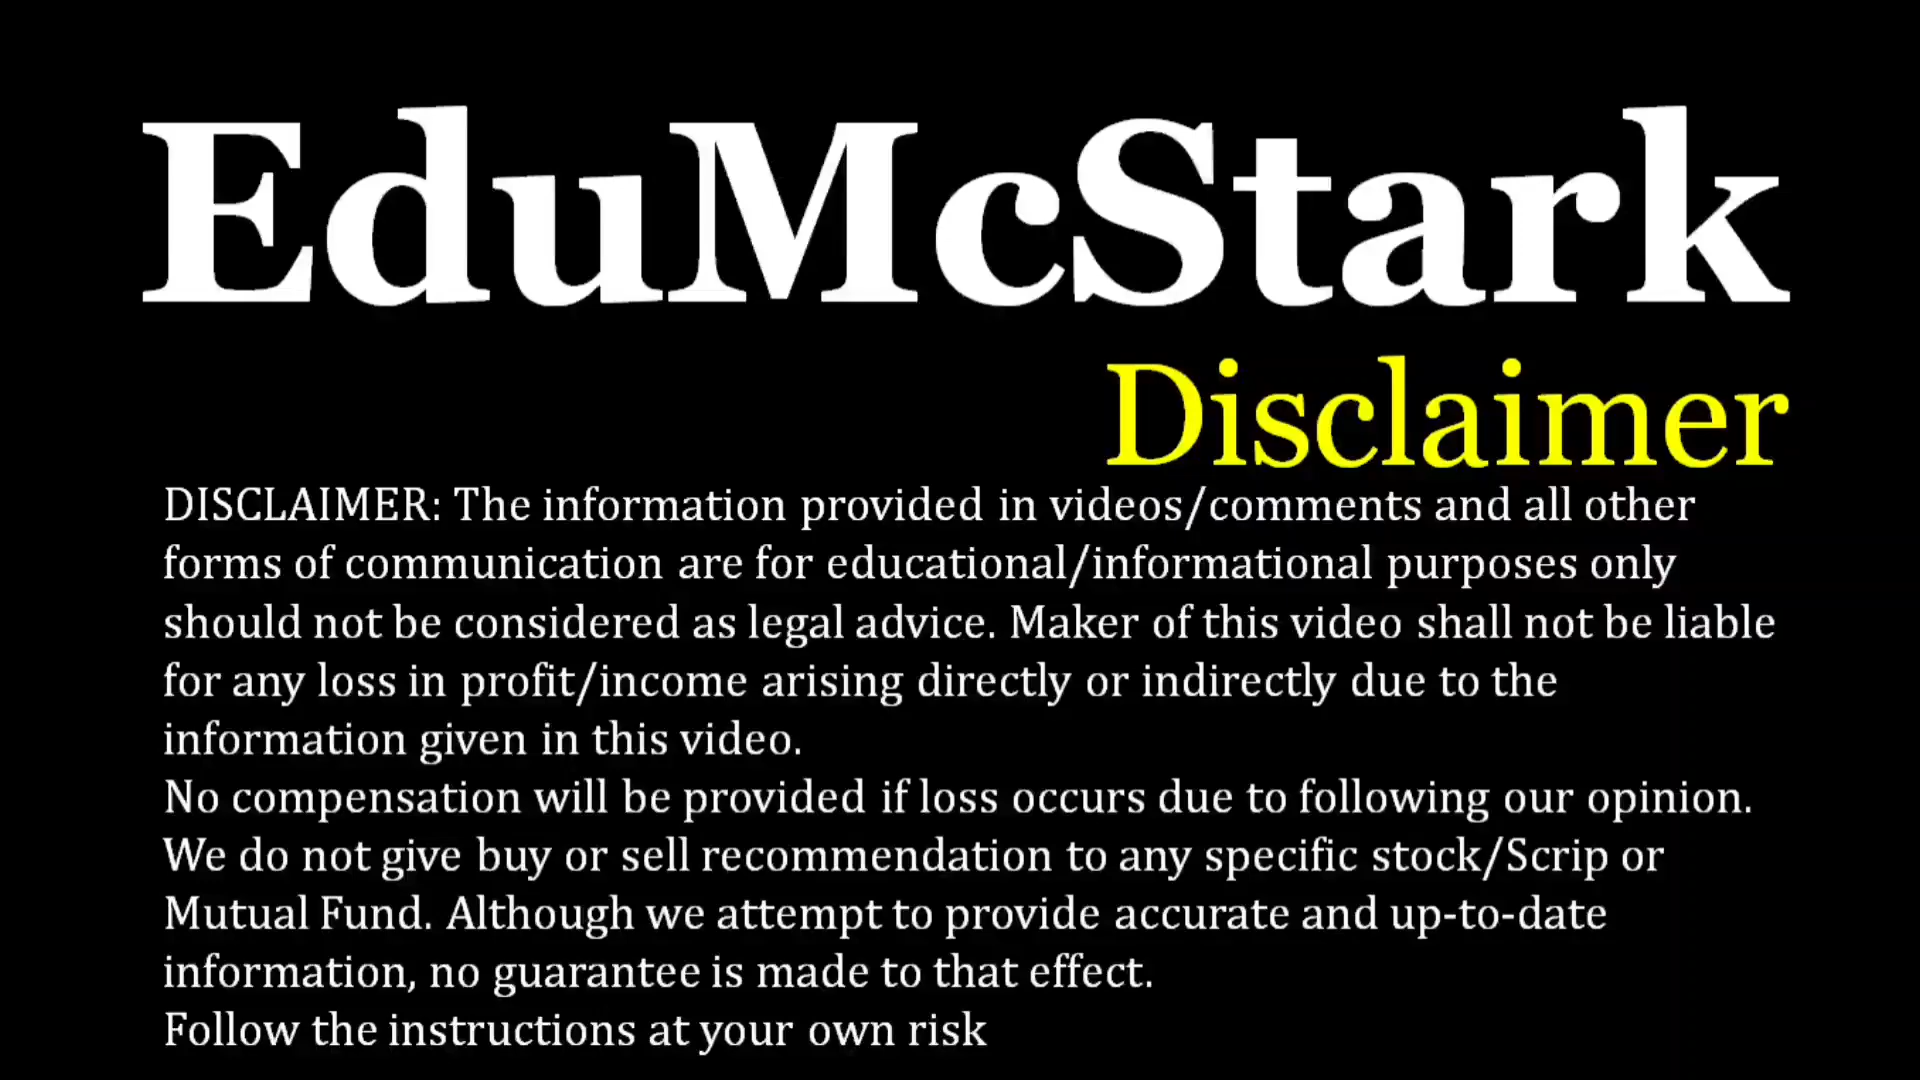 EduMcStark
Disclaimer
DISCLAIMER: The information provided in videos/comments and all other
forms of communication are for educational/informational purposes only
should not be considered as legal advice. Maker of this video shall not be liable
for any loss in profit/income arising directly or indirectly due to the
information given in this video.
No compensation will be provided if loss occurs due to following our opinion.
We do not give buy or sell recommendation to any specific stock/Scrip or
Mutual Fund. Although we attempt to provide accurate and up-to-date
information, no guarantee is made to that effect.
Follow the instructions at your own risk